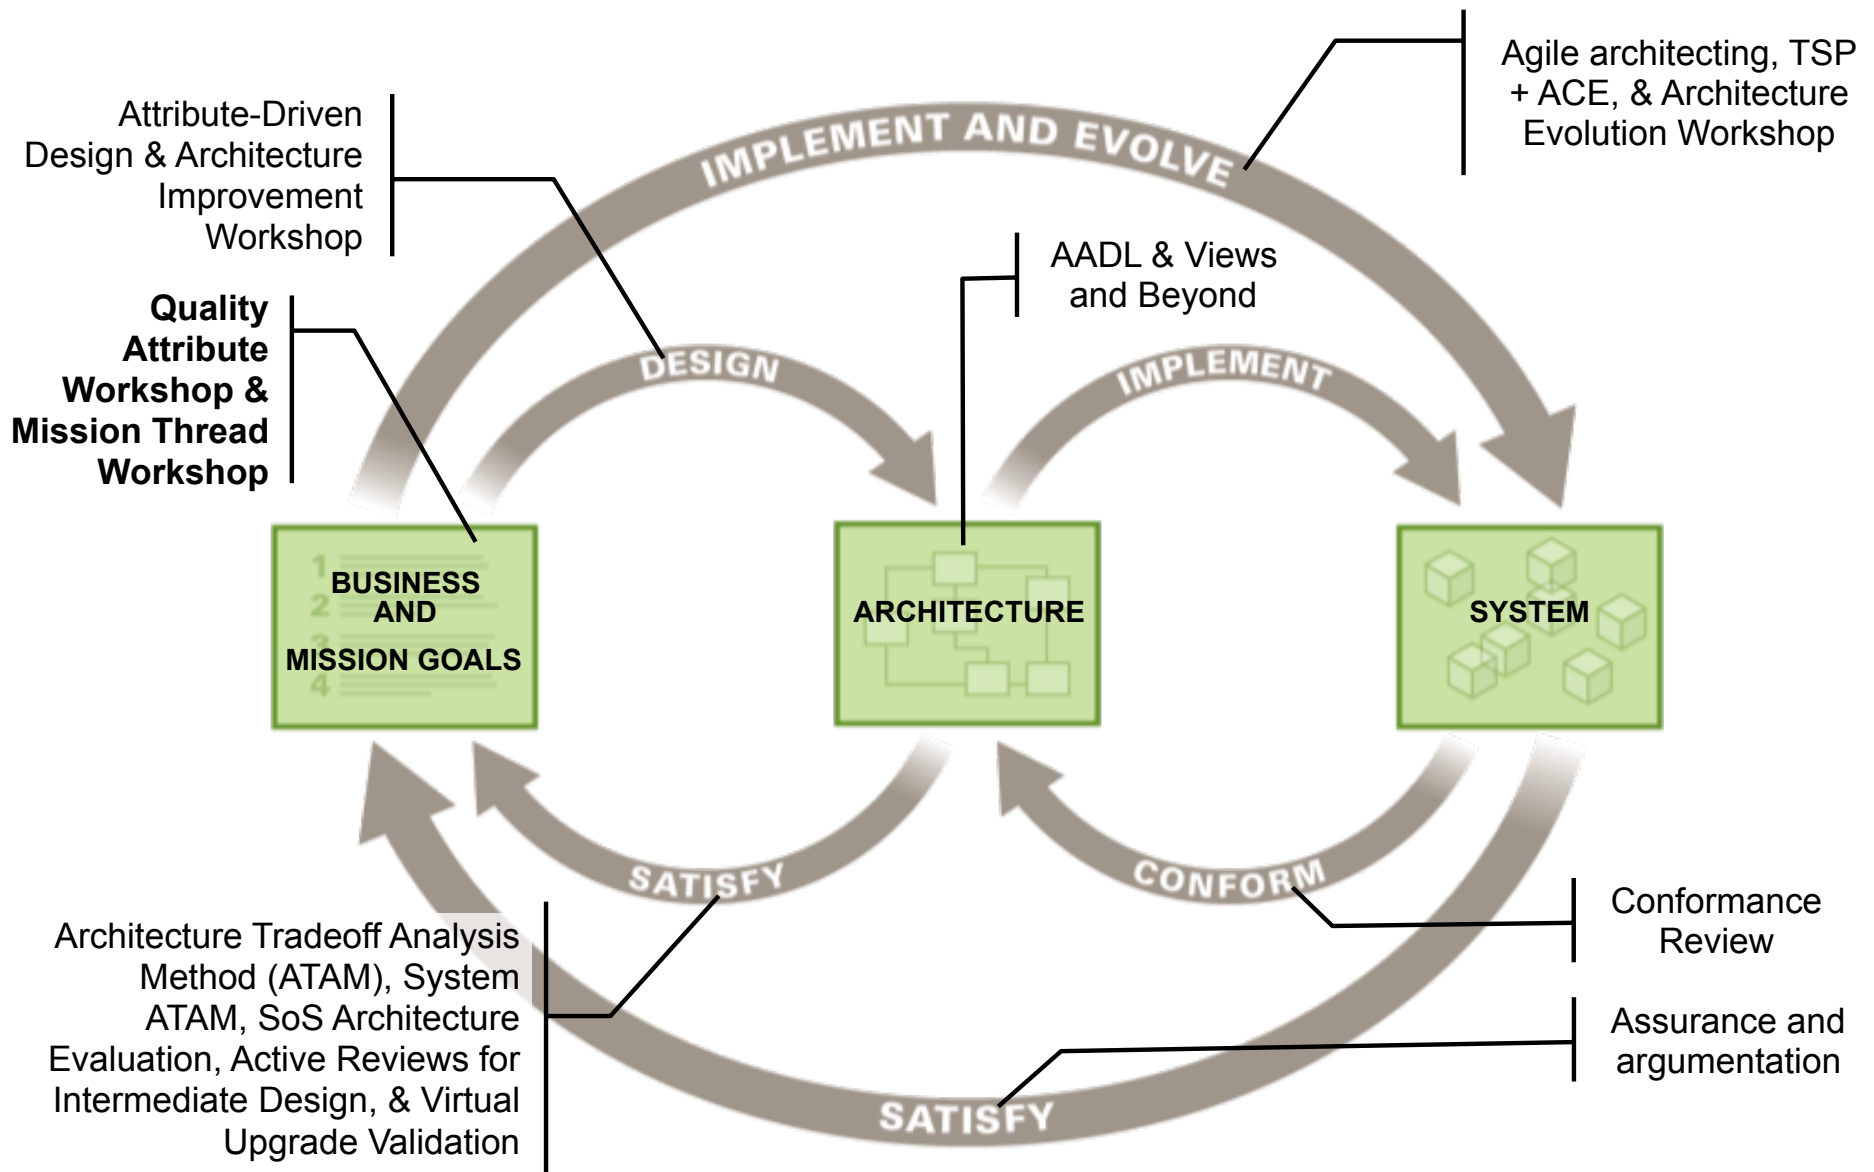 Agile architecting, TSP
+ ACE, & Architecture
Evolution Workshop
Attribute-Driven
Design & Architecture
Improvement
Workshop
IMPLEMENT AND EVOLVE
AADL & Views
and Beyond
Quality
Attribute
Workshop &
Mission Thread
Workshop
DESIGN
IMPLEMENT
1
2
3
4
BUSINESS
AND
MISSION GOALS
ARCHITECTURE
SYSTEM
SATISFY
CONFORM
Architecture Tradeoff Analysis
Method (ATAM), System
ATAM, SoS Architecture
Evaluation, Active Reviews for
Intermediate Design, & Virtual
Upgrade Validation
Conformance
Review
Assurance and
argumentation
SATISFY